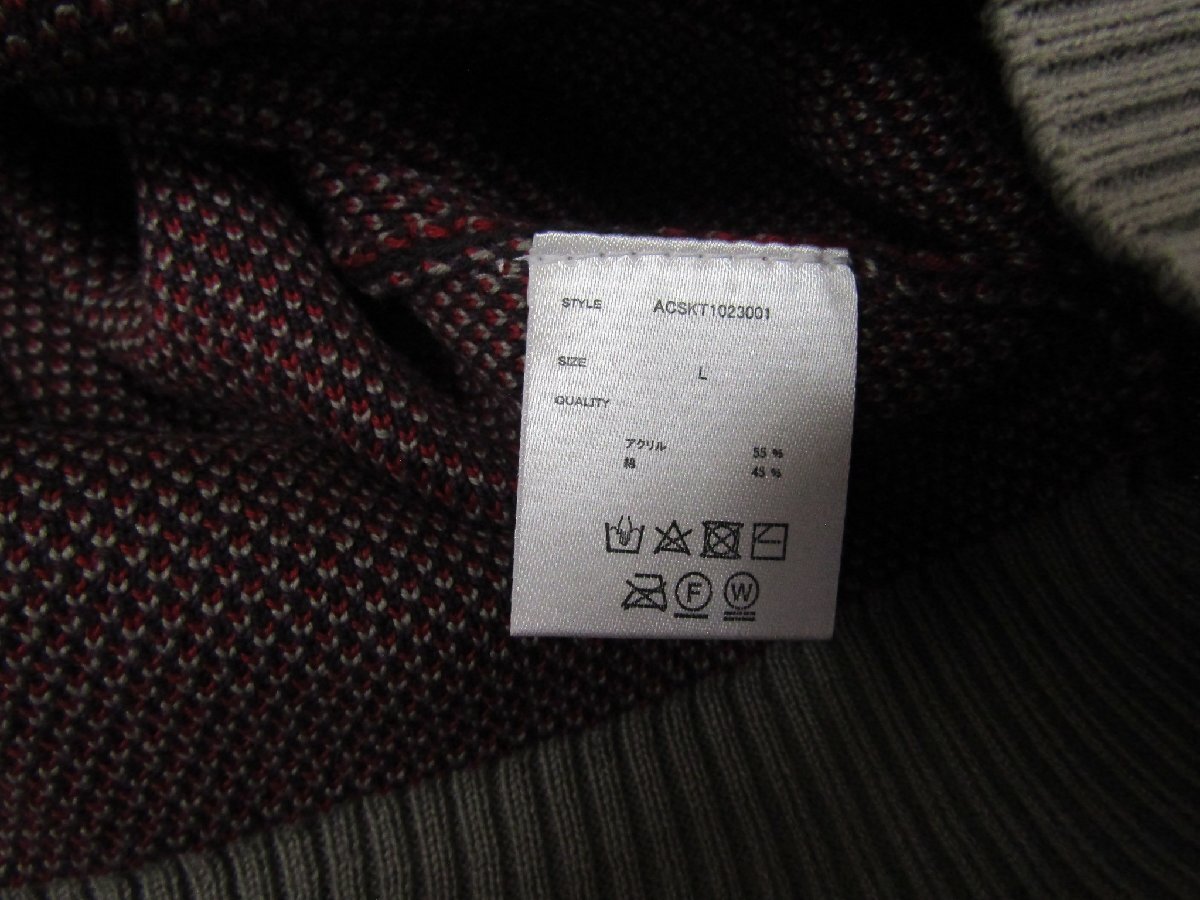 STYLE ACSKT1023001
SIZE L
QUALITY
アクリル 55 %
綿 45 %
F W